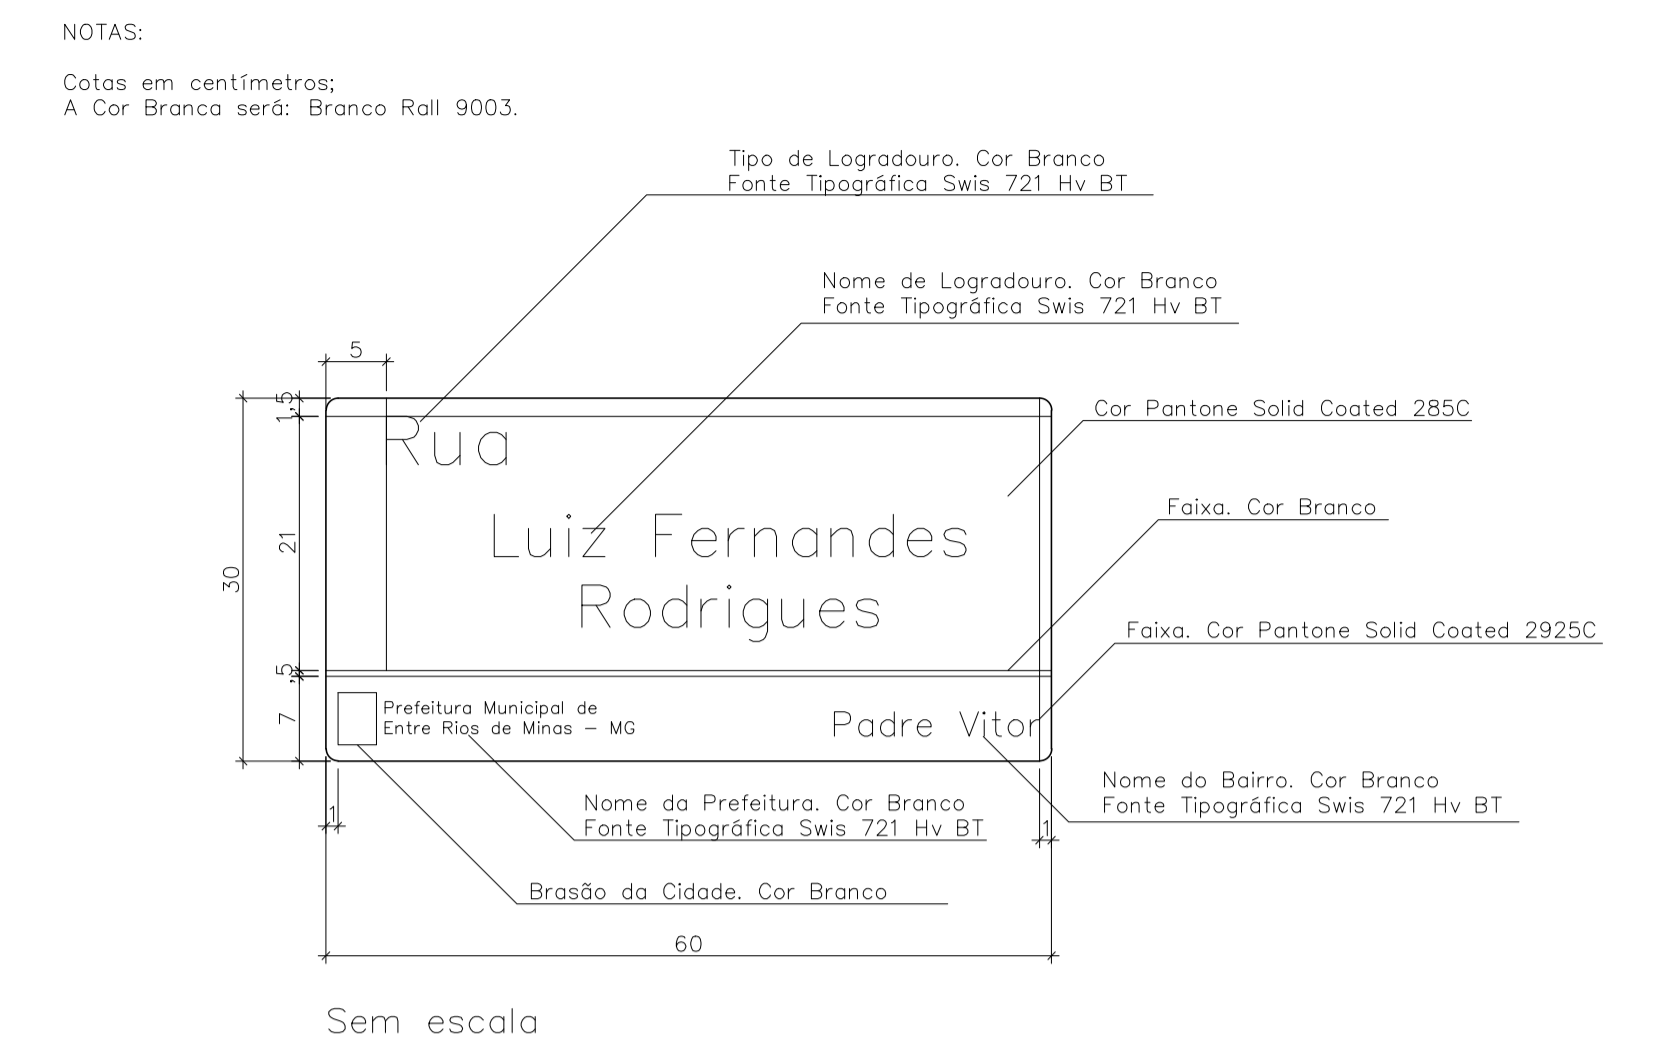 NOTAS:
Cotas em centímetros;
A Cor Branca será: Branco Rall 9003.
Tipo de Logradouro. Cor Branco
Fonte Tipográfica Swis 721 Hv BT
Nome de Logradouro. Cor Branco
Fonte Tipográfica Swis 721 Hv BT
5
1,5
Cor Pantone Solid Coated 285C
Rua
Faixa. Cor Branco
Luiz Fernandes
21
30
Rodrigues
Faixa. Cor Pantone Solid Coated 2925C
,5
7
Prefeitura Municipal de
Entre Rios de Minas – MG
Padre Vitor
Nome do Bairro. Cor Branco
Fonte Tipográfica Swis 721 Hv BT
1
Nome da Prefeitura. Cor Branco
Fonte Tipográfica Swis 721 Hv BT
1
Brasão da Cidade. Cor Branco
60
Sem escala